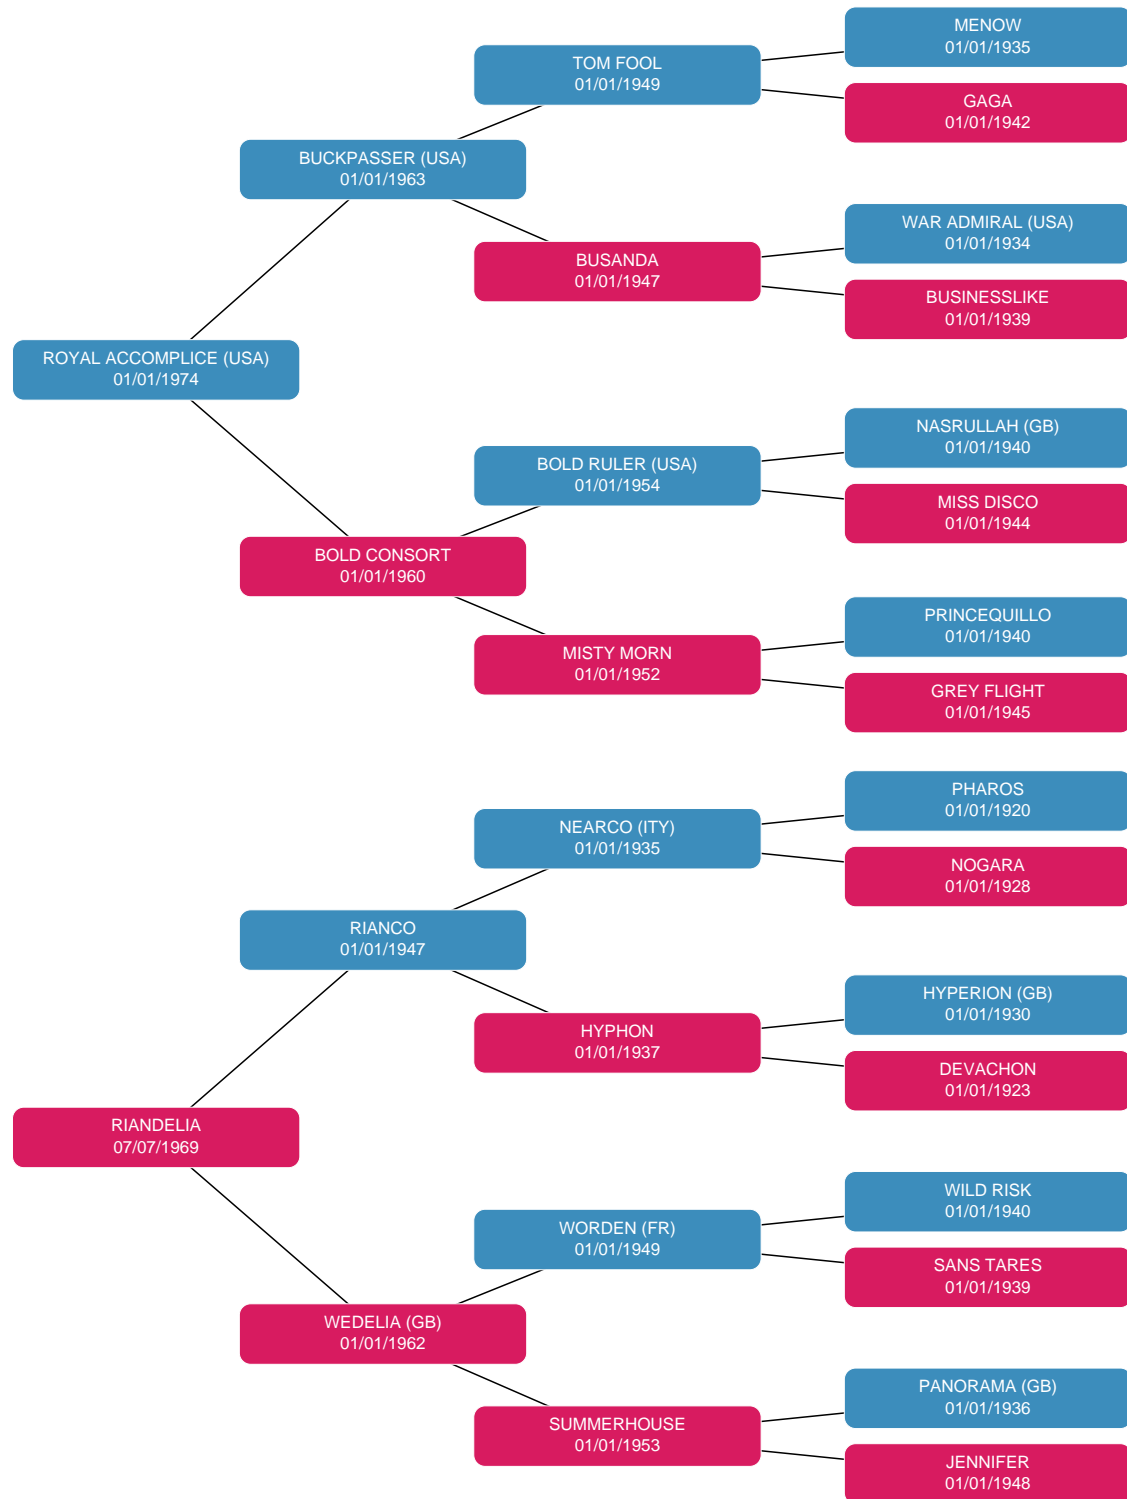 MENOW
01/01/1935
TOM FOOL
01/01/1949
GAGA
01/01/1942
BUCKPASSER (USA)
01/01/1963
WAR ADMIRAL (USA)
01/01/1934
BUSANDA
01/01/1947
BUSINESSLIKE
01/01/1939
ROYAL ACCOMPLICE (USA)
01/01/1974
NASRULLAH (GB)
01/01/1940
BOLD RULER (USA)
01/01/1954
MISS DISCO
01/01/1944
BOLD CONSORT
01/01/1960
PRINCEQUILLO
01/01/1940
MISTY MORN
01/01/1952
GREY FLIGHT
01/01/1945
PHAROS
01/01/1920
NEARCO (ITY)
01/01/1935
NOGARA
01/01/1928
RIANCO
01/01/1947
HYPERION (GB)
01/01/1930
HYPHON
01/01/1937
DEVACHON
01/01/1923
RIANDELIA
07/07/1969
WILD RISK
01/01/1940
WORDEN (FR)
01/01/1949
SANS TARES
01/01/1939
WEDELIA (GB)
01/01/1962
PANORAMA (GB)
01/01/1936
SUMMERHOUSE
01/01/1953
JENNIFER
01/01/1948